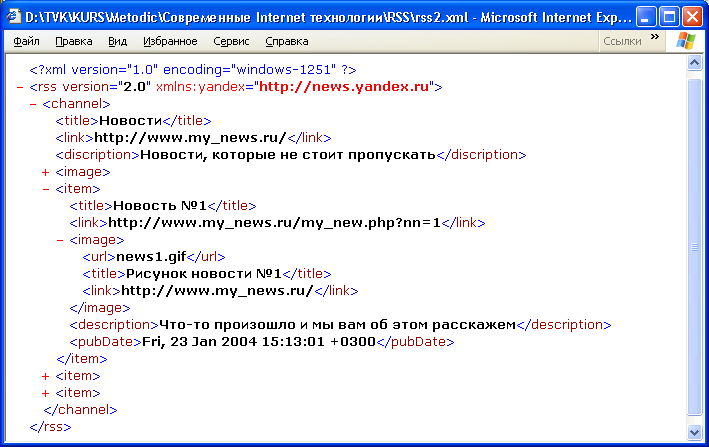 D:\TVK\KURS\Metodic\Современные Internet технологии\RSS\rss2.xml - Microsoft Internet Exp...
Файл Правка Вид Избранное Сервис Справка Ссылки »
<?xml version="1.0" encoding="windows-1251" ?>
- <rss version="2.0" xmlns:yandex="http://news.yandex.ru">
- <channel>
<title>Новости</title>
<link>http://www.my_news.ru/</link>
<discription>Новости, которые не стоит пропускать</discription>
+ <image>
- <item>
<title>Новость №1</title>
<link>http://www.my_news.ru/my_new.php?nn=1</link>
- <image>
<url>news1.gif</url>
<title>Рисунок новости №1</title>
<link>http://www.my_news.ru/</link>
</image>
<description>Что-то произошло и мы вам об этом расскажем</description>
<pubDate>Fri, 23 Jan 2004 15:13:01 +0300</pubDate>
</item>
+ <item>
+ <item>
</channel>
</rss>